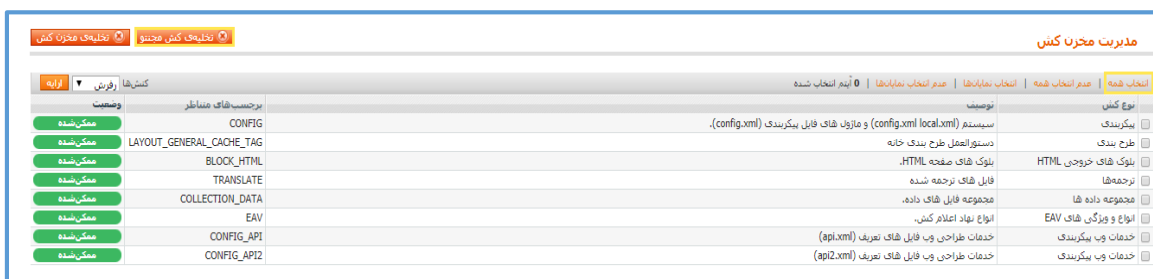 تخلیه‌ی کش مجنتو تخلیه‌ی مخزن کش
مدیریت مخزن کش
انتخاب همه | عدم انتخاب همه | انتخاب نمایان‌ها | عدم انتخاب نمایان‌ها | 0 آیتم انتخاب شده کنش‌ها رفرش ارایه
نوع کش توصیف برچسب‌های متناظر وضعیت
پیکربندی سیستم (config.xml local.xml) و ماژول های فایل پیکربندی (config.xml). CONFIG ممکن‌شده
طرح بندی دستورالعمل طرح بندی خانه LAYOUT_GENERAL_CACHE_TAG ممکن‌شده
بلوک های خروجی HTML بلوک های صفحه HTML. BLOCK_HTML ممکن‌شده
ترجمه‌ها فایل های ترجمه شده TRANSLATE ممکن‌شده
مجموعه داده ها مجموعه فایل های داده. COLLECTION_DATA ممکن‌شده
انواع و ویژگی های EAV انواع نهاد اعلام کش. EAV ممکن‌شده
خدمات وب پیکربندی خدمات طراحی وب فایل های تعریف (api.xml) CONFIG_API ممکن‌شده
خدمات وب پیکربندی خدمات طراحی وب فایل های تعریف (api2.xml) CONFIG_API2 ممکن‌شده